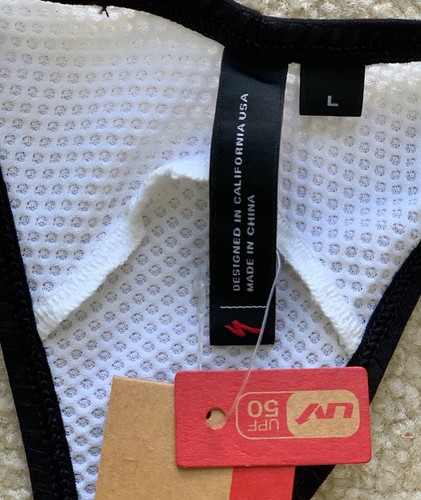 L
DESIGNED IN CALIFORNIA USA
MADE IN CHINA
UV
UPF
50